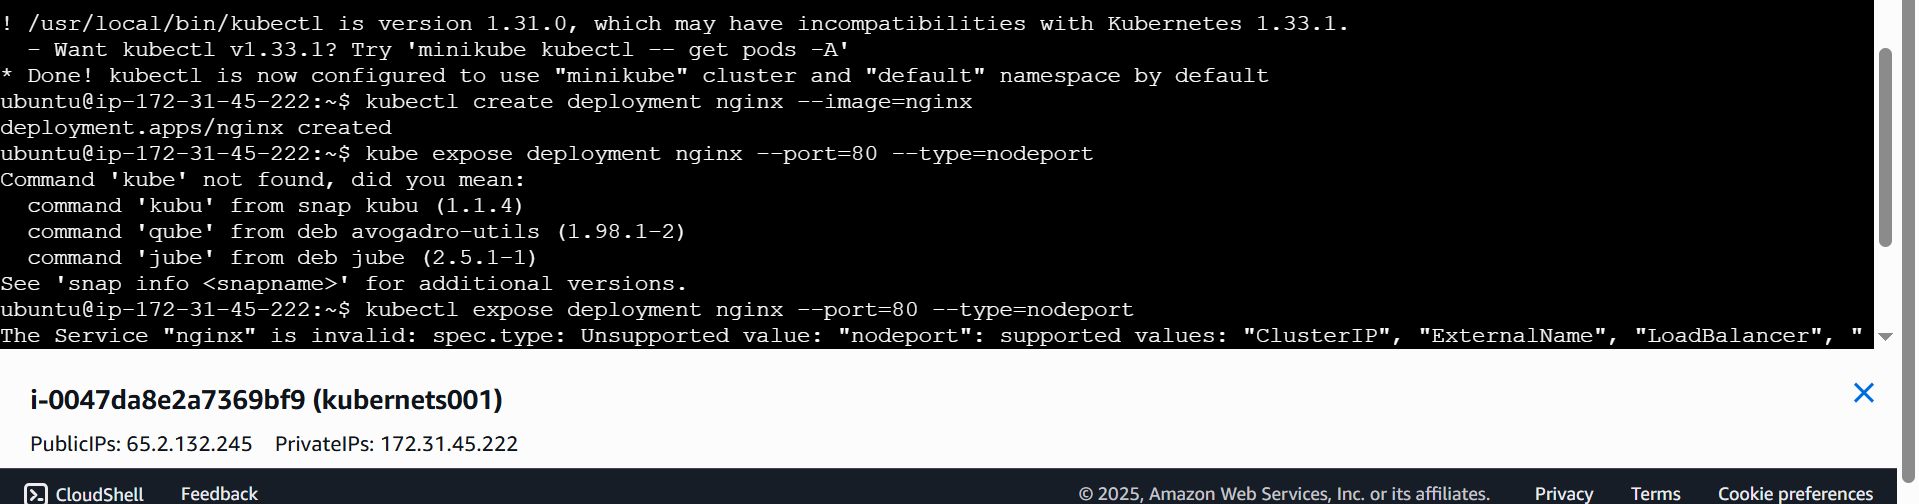 ! /usr/local/bin/kubectl is version 1.31.0, which may have incompatibilities with Kubernetes 1.33.1.
  - Want kubectl v1.33.1? Try 'minikube kubectl -- get pods -A'
* Done! kubectl is now configured to use "minikube" cluster and "default" namespace by default
ubuntu@ip-172-31-45-222:~$ kubectl create deployment nginx --image=nginx
deployment.apps/nginx created
ubuntu@ip-172-31-45-222:~$ kube expose deployment nginx --port=80 --type=nodeport
Command 'kube' not found, did you mean:
  command 'kubu' from snap kubu (1.1.4)
  command 'qube' from deb avogadro-utils (1.98.1-2)
  command 'jube' from deb jube (2.5.1-1)
See 'snap info <snapname>' for additional versions.
ubuntu@ip-172-31-45-222:~$ kubectl expose deployment nginx --port=80 --type=nodeport
The Service "nginx" is invalid: spec.type: Unsupported value: "nodeport": supported values: "ClusterIP", "ExternalName", "LoadBalancer", "
i-0047da8e2a7369bf9 (kubernets001)
PublicIPs: 65.2.132.245    PrivateIPs: 172.31.45.222
CloudShell    Feedback    © 2025, Amazon Web Services, Inc. or its affiliates.    Privacy    Terms    Cookie preferences